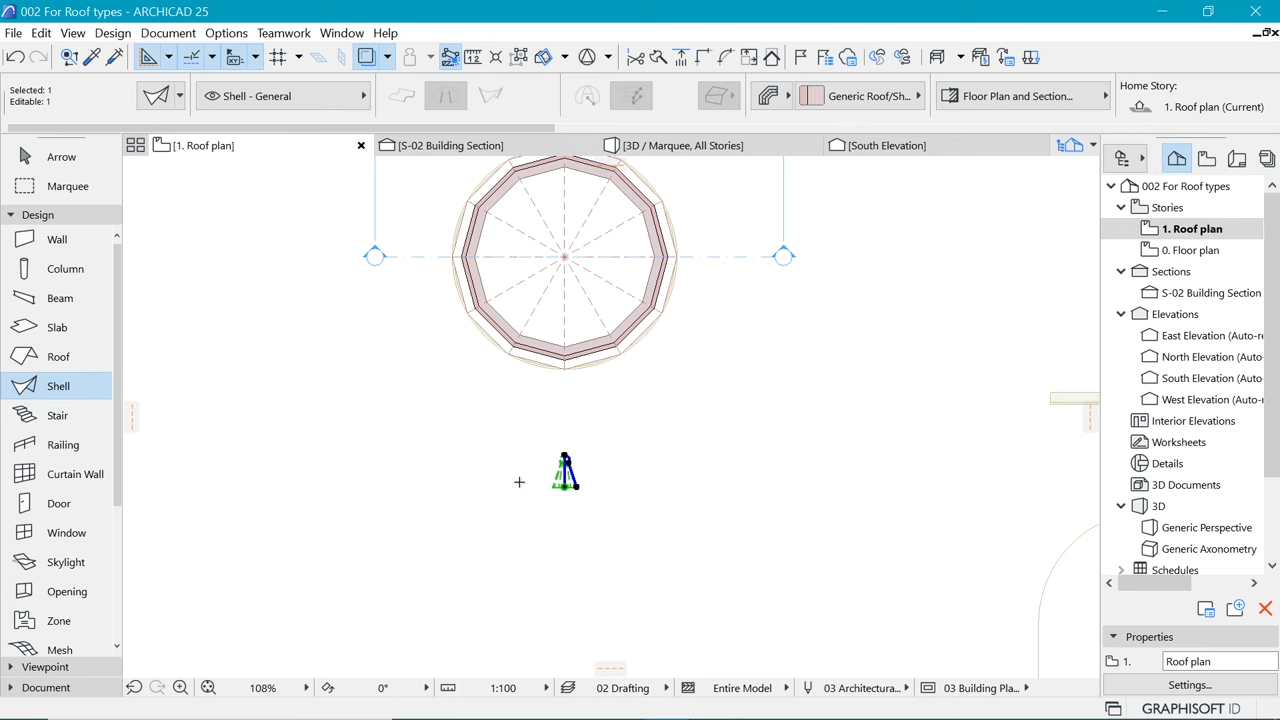 002 For Roof types - ARCHICAD 25
File Edit View Design Document Options Teamwork Window Help
Selected: 1
Editable: 1
Shell - General
Generic Roof/Sh...
Floor Plan and Section...
Home Story:
1. Roof plan (Current)
[1. Roof plan]
[S-02 Building Section]
[3D / Marquee, All Stories]
[South Elevation]
Arrow
Marquee
Design
Wall
Column
Beam
Slab
Roof
Shell
Stair
Railing
Curtain Wall
Door
Window
Skylight
Opening
Zone
Mesh
Viewpoint
Document
002 For Roof types
Stories
1. Roof plan
0. Floor plan
Sections
S-02 Building Section
Elevations
East Elevation (Auto-re
North Elevation (Auto
South Elevation (Auto
West Elevation (Auto-r
Interior Elevations
Worksheets
Details
3D Documents
3D
Generic Perspective
Generic Axonometry
Schedules
Properties
1. Roof plan
Settings...
108%
0°
1:100
02 Drafting
Entire Model
03 Architectura...
03 Building Pla...
GRAPHISOFT ID